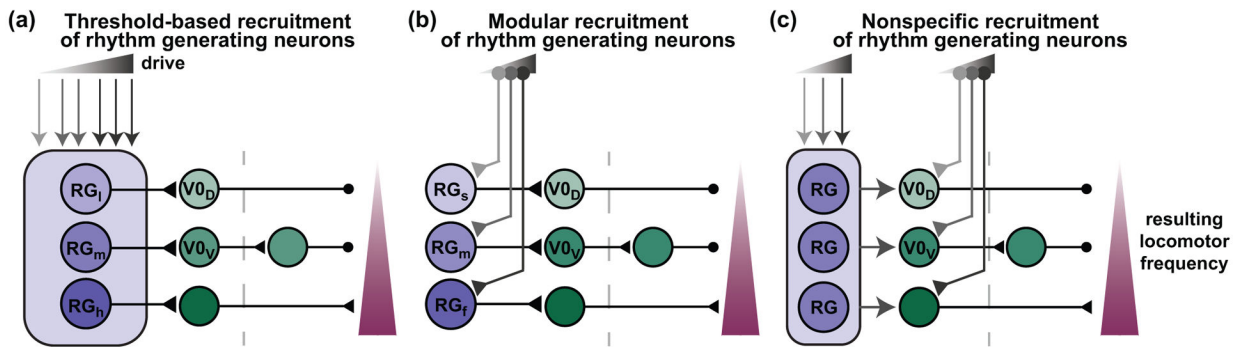 (a) Threshold-based recruitment
of rhythm generating neurons
drive
RGl
V0D
RGm
V0V
RGh
(b) Modular recruitment
of rhythm generating neurons
RGs
V0D
RGm
V0V
RGf
(c) Nonspecific recruitment
of rhythm generating neurons
RG
V0D
RG
V0V
RG
resulting
locomotor
frequency